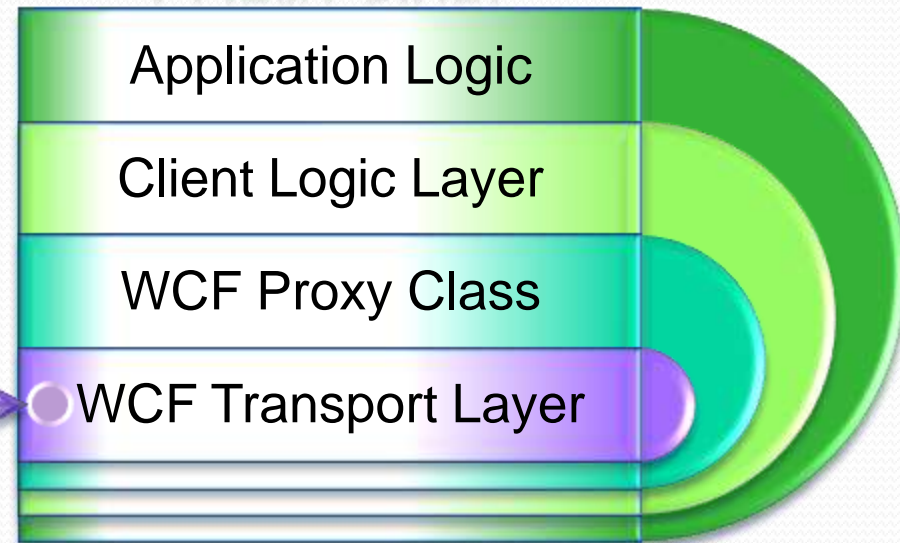 Application Logic
Client Logic Layer
WCF Proxy Class
WCF Transport Layer